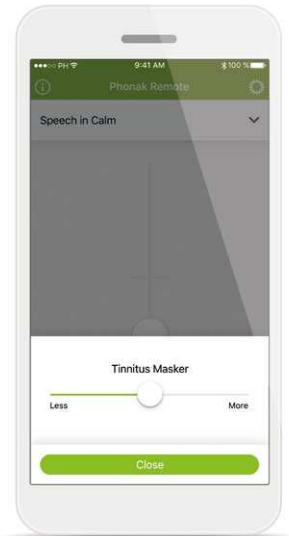 PH 9:41 AM 100 %
Phonak Remote
Speech in Calm
Tinnitus Masker
Less More
Close